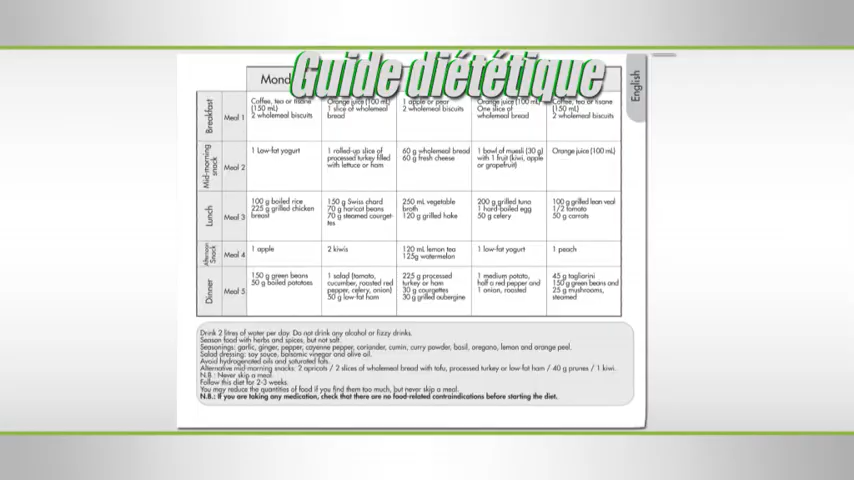 Guide diététique
English
Mond
Breakfast
Meal 1
Coffee, tea or tisane
(150 mL)
2 wholemeal biscuits
Orange juice (100 mL)
1 slice of wholemeal
bread
1 apple or pear
2 wholemeal biscuits
Orange juice (100 mL)
One slice of
wholemeal bread
Coffee, tea or tisane
(150 mL)
2 wholemeal biscuits
Mid-morning
snack
Meal 2
1 Low-fat yogurt
1 rolled-up slice of
processed turkey filled
with lettuce or ham
60 g wholemeal bread
60 g fresh cheese
1 bowl of muesli (30 g)
with 1 fruit (kiwi, apple
or grapefruit)
Orange juice (100 mL)
Lunch
Meal 3
100 g boiled rice
225 g grilled chicken
breast
150 g Swiss chard
70 g haricot beans
70 g steamed courget-
tes
250 mL vegetable
broth
120 g grilled hake
200 g grilled tuna
1 hard-boiled egg
50 g celery
100 g grilled lean veal
1/2 tomato
50 g carrots
Afternoon
Snack
Meal 4
1 apple
2 kiwis
120 mL lemon tea
125g watermelon
1 low-fat yogurt
1 peach
Dinner
Meal 5
150 g green beans
50 g boiled potatoes
1 salad (tomato,
cucumber, roasted red
pepper, celery, onion)
50 g low-fat ham
225 g processed
turkey or ham
30 g courgettes
30 g grilled aubergine
1 medium potato,
half a red pepper and
1 onion, roasted
45 g tagliarini
150 g green beans and
25 g mushrooms,
steamed
Drink 2 litres of water per day. Do not drink any alcohol or fizzy drinks.
Season food with herbs and spices, but not salt.
Seasonings: garlic, ginger, pepper, cayenne pepper, coriander, cumin, curry powder, basil, oregano, lemon and orange peel.
Salad dressing: soy sauce, balsamic vinegar and olive oil.
Avoid hydrogenated oils and saturated fats.
Alternative mid-morning snacks: 2 apricots / 2 slices of wholemeal bread with tofu, processed turkey or low-fat ham / 40 g prunes / 1 kiwi.
N.B.: Never skip a meal.
Follow this diet for 2-3 weeks.
You may reduce the quantities of food if you find them too much, but never skip a meal.
N.B.: If you are taking any medication, check that there are no food-related contraindications before starting the diet.